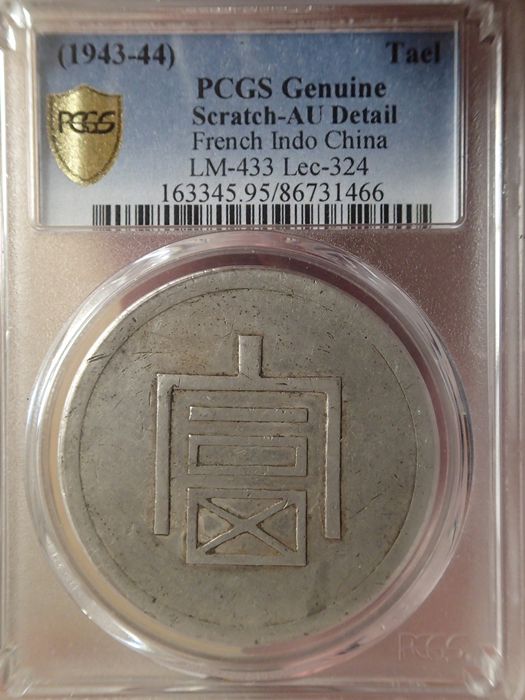 (1943-44) Tael
PCGS
PCGS Genuine
Scratch-AU Detail
French Indo China
LM-433 Lec-324
163345.95/86731466
富
PCGS